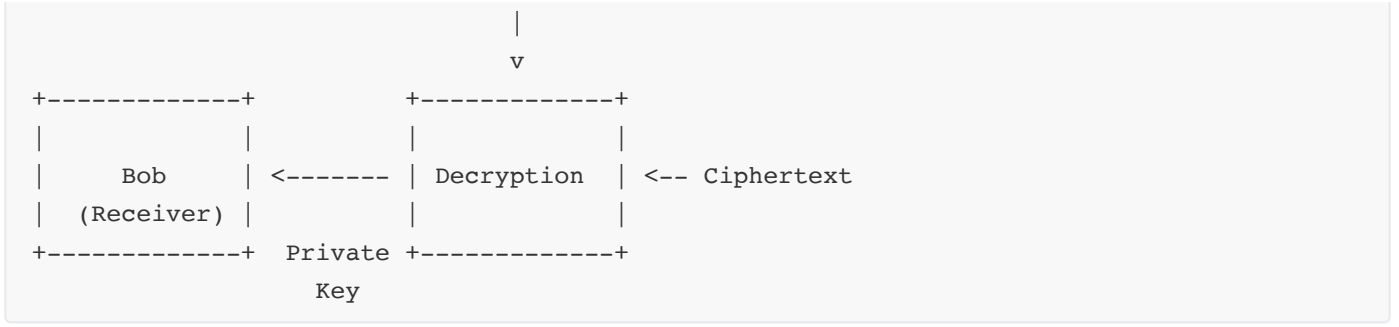 |
                                v
+-------------+          +-------------+
|             |          |             |
|     Bob     | <------- | Decryption  | <-- Ciphertext
|  (Receiver) |          |             |
+-------------+  Private +-------------+
                   Key